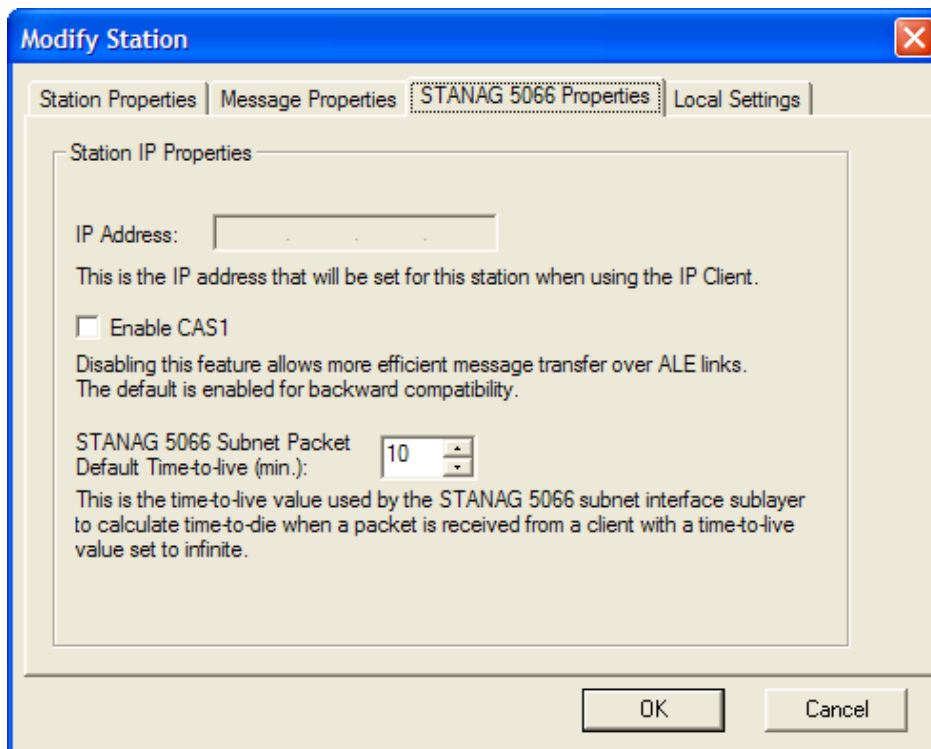 Modify Station
Station Properties
Message Properties
STANAG 5066 Properties
Local Settings
Station IP Properties
IP Address:
. . .
This is the IP address that will be set for this station when using the IP Client.
Enable CAS1
Disabling this feature allows more efficient message transfer over ALE links.
The default is enabled for backward compatibility.
STANAG 5066 Subnet Packet
Default Time-to-live (min.):
10
This is the time-to-live value used by the STANAG 5066 subnet interface sublayer
to calculate time-to-die when a packet is received from a client with a time-to-live
value set to infinite.
OK
Cancel